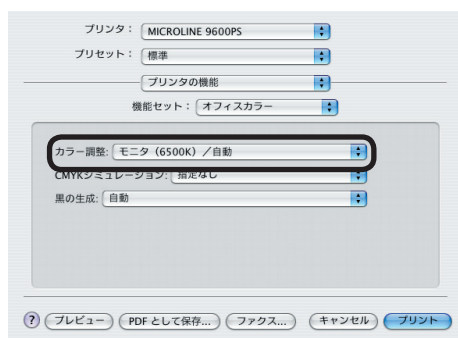 プリンタ： MICROLINE 9600PS
プリセット： 標準
プリンタの機能
機能セット： オフィスカラー
カラー調整: モニタ（6500K）／自動
CMYKシミュレーション: 指定なし
黒の生成: 自動
? プレビュー PDF として保存... ファクス... キャンセル プリント